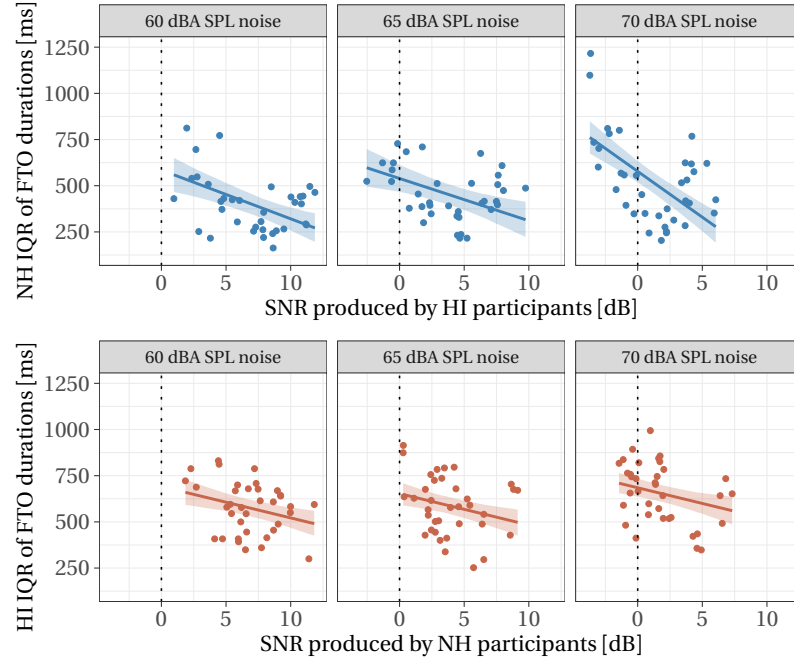 60 dBA SPL noise 65 dBA SPL noise 70 dBA SPL noise
NH IQR of FTO durations [ms]
1250
1000
750
500
250
0 5 10 0 5 10 0 5 10
SNR produced by HI participants [dB]
60 dBA SPL noise 65 dBA SPL noise 70 dBA SPL noise
HI IQR of FTO durations [ms]
1250
1000
750
500
250
0 5 10 0 5 10 0 5 10
SNR produced by NH participants [dB]